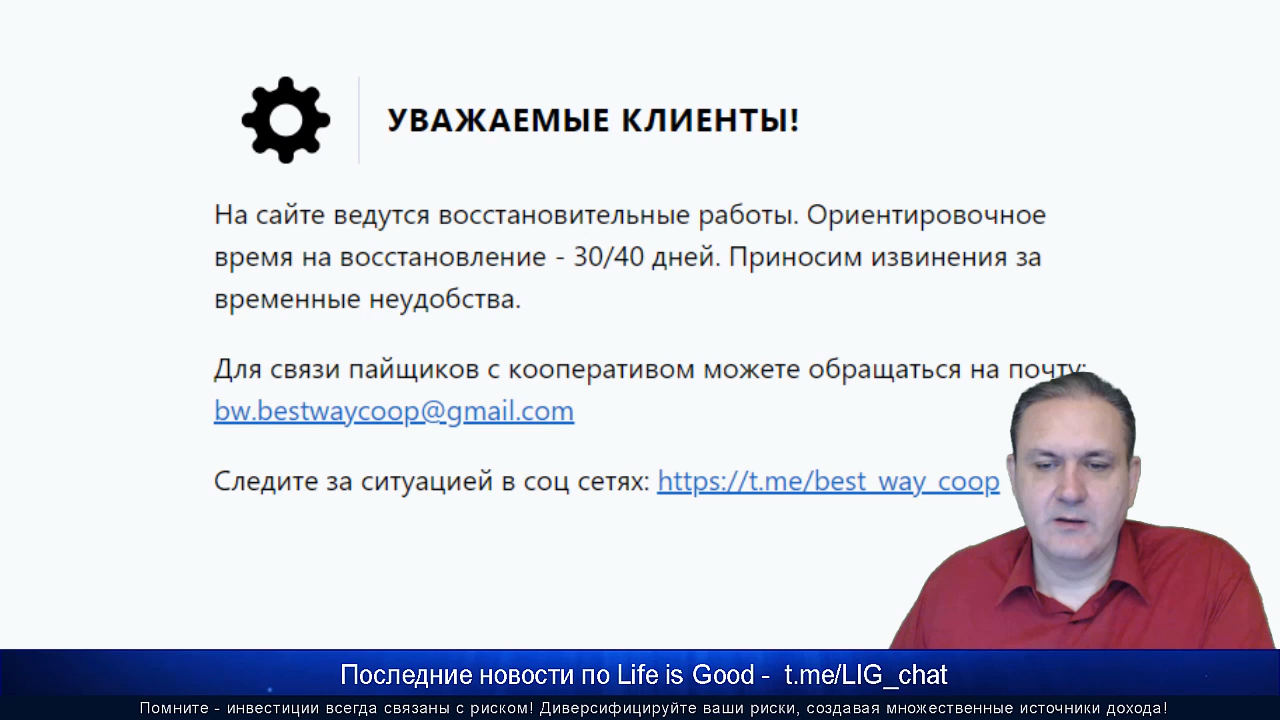 УВАЖАЕМЫЕ КЛИЕНТЫ!
На сайте ведутся восстановительные работы. Ориентировочное
время на восстановление - 30/40 дней. Приносим извинения за
временные неудобства.
Для связи пайщиков с кооперативом можете обращаться на почту:
bw.bestwaycoop@gmail.com
Следите за ситуацией в соц сетях: https://t.me/best_way_coop
Последние новости по Life is Good - t.me/LIG_chat
Помните - инвестиции всегда связаны с риском! Диверсифицируйте ваши риски, создавая множественные источники дохода!